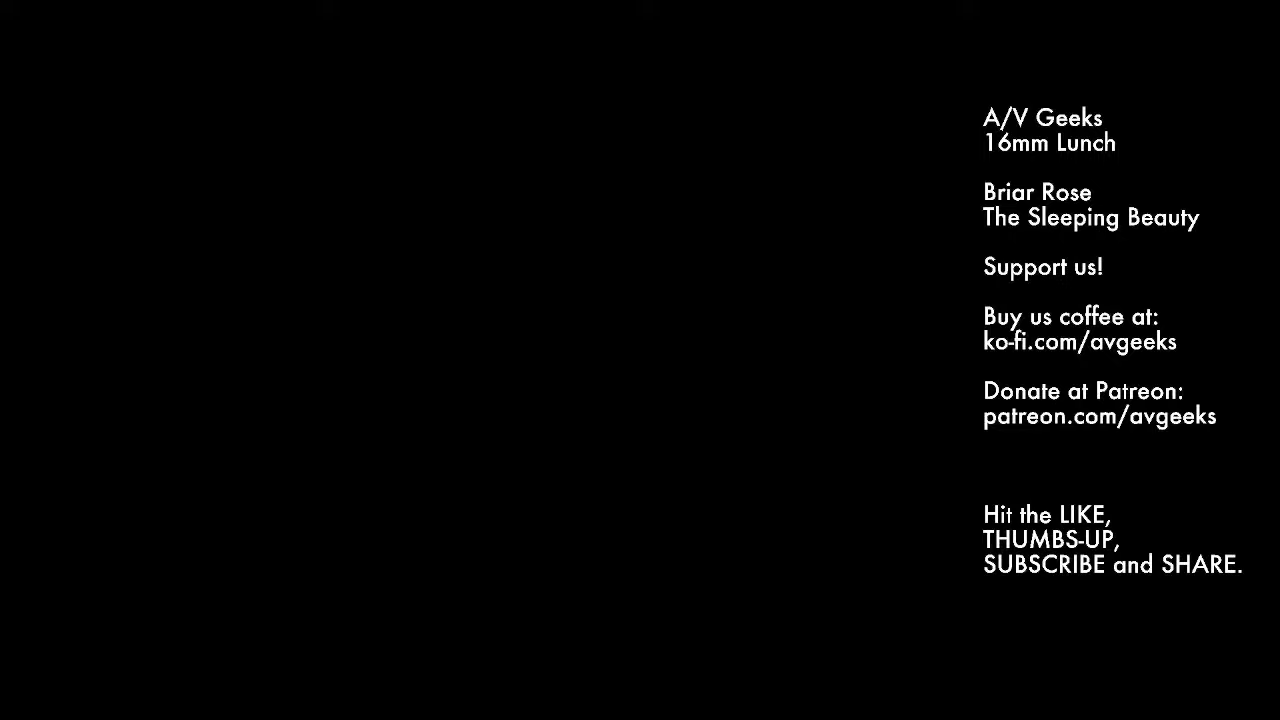 A/V Geeks
16mm Lunch
Briar Rose
The Sleeping Beauty
Support us!
Buy us coffee at:
ko-fi.com/avgeeks
Donate at Patreon:
patreon.com/avgeeks
Hit the LIKE,
THUMBS-UP,
SUBSCRIBE and SHARE.